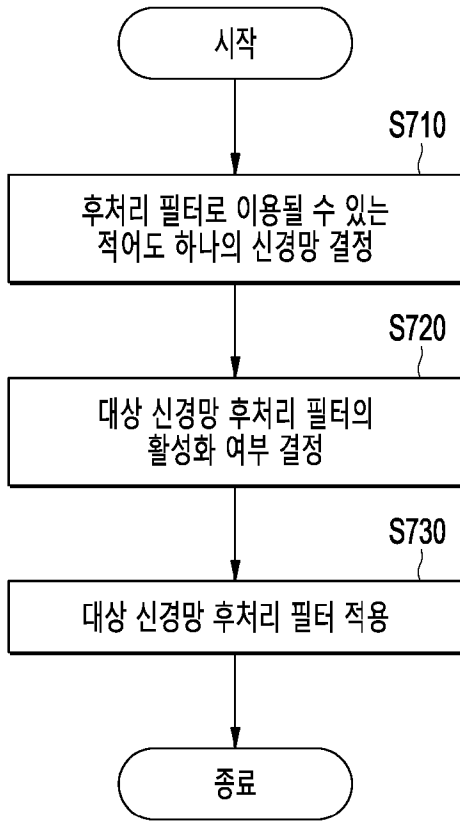 시작
S710
후처리 필터로 이용될 수 있는
적어도 하나의 신경망 결정
S720
대상 신경망 후처리 필터의
활성화 여부 결정
S730
대상 신경망 후처리 필터 적용
종료